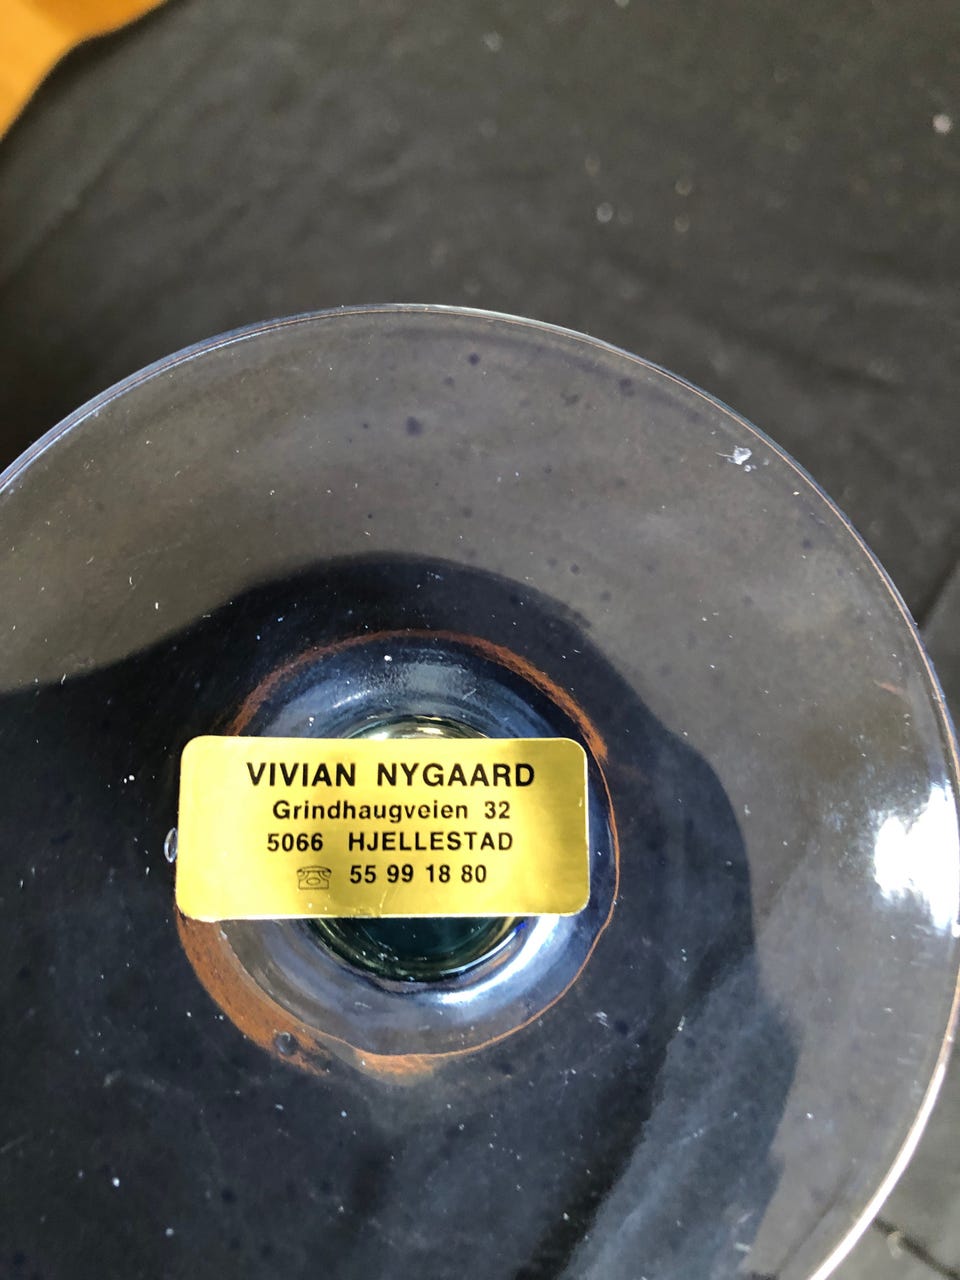 VIVIAN NYGAARD
Grindhaugveien 32
5066 HJELLESTAD
55 99 18 80